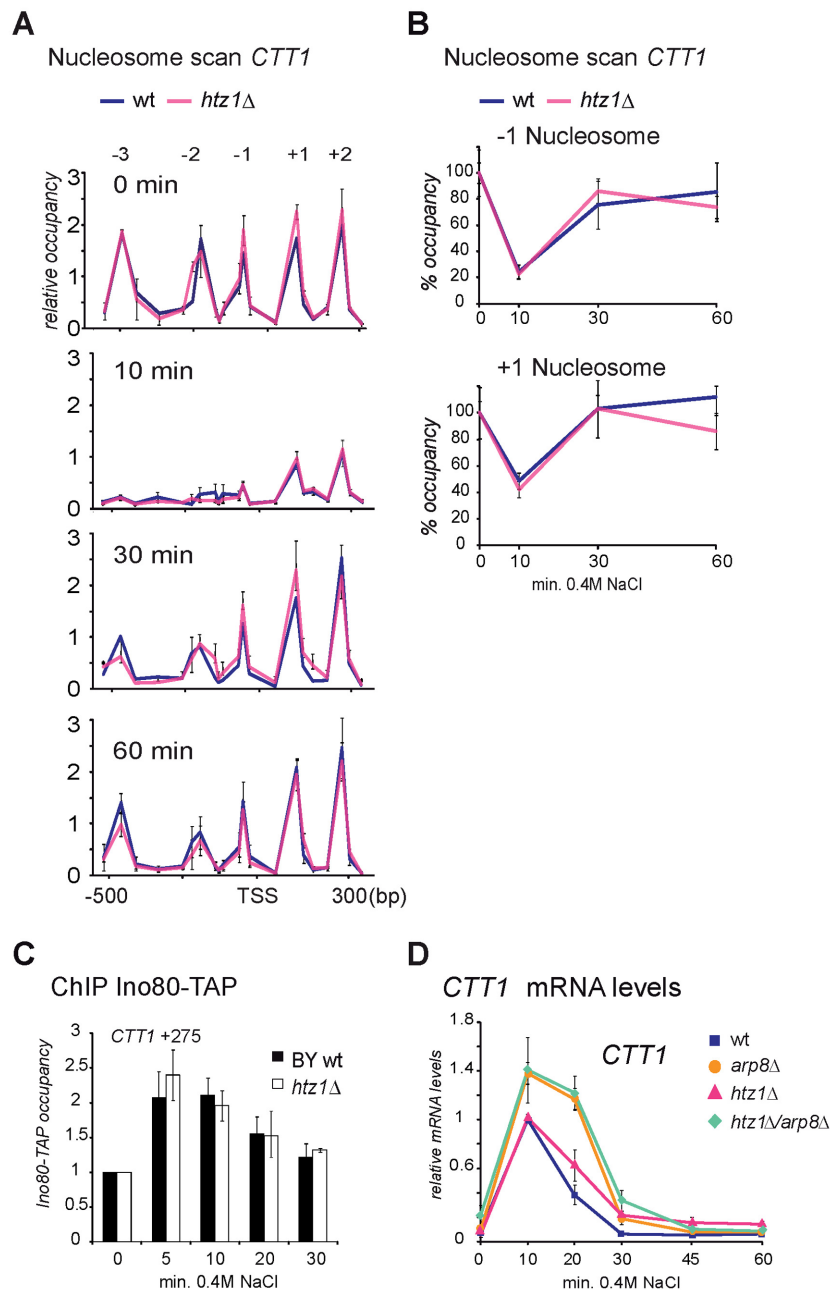 A
Nucleosome scan CTT1
wt htz1Δ
-3 -2 -1 +1 +2
relative occupancy
0 min
3
2
1
0
10 min
3
2
1
0
30 min
3
2
1
0
60 min
3
2
1
0
-500 TSS 300(bp)
B
Nucleosome scan CTT1
wt htz1Δ
-1 Nucleosome
% occupancy
100
80
60
40
20
0
0 10 30 60
+1 Nucleosome
% occupancy
100
80
60
40
20
0
0 10 30 60
min. 0.4M NaCl
C
ChIP Ino80-TAP
CTT1 +275
BY wt
htz1Δ
Ino80-TAP occupancy
3
2.5
2
1.5
1
0.5
0
0 5 10 20 30
min. 0.4M NaCl
D
CTT1 mRNA levels
CTT1
wt
arp8Δ
htz1Δ
htz1Δ/arp8Δ
relative mRNA levels
1.8
1.4
1
0.6
0
0 10 20 30 45 60
min. 0.4M NaCl